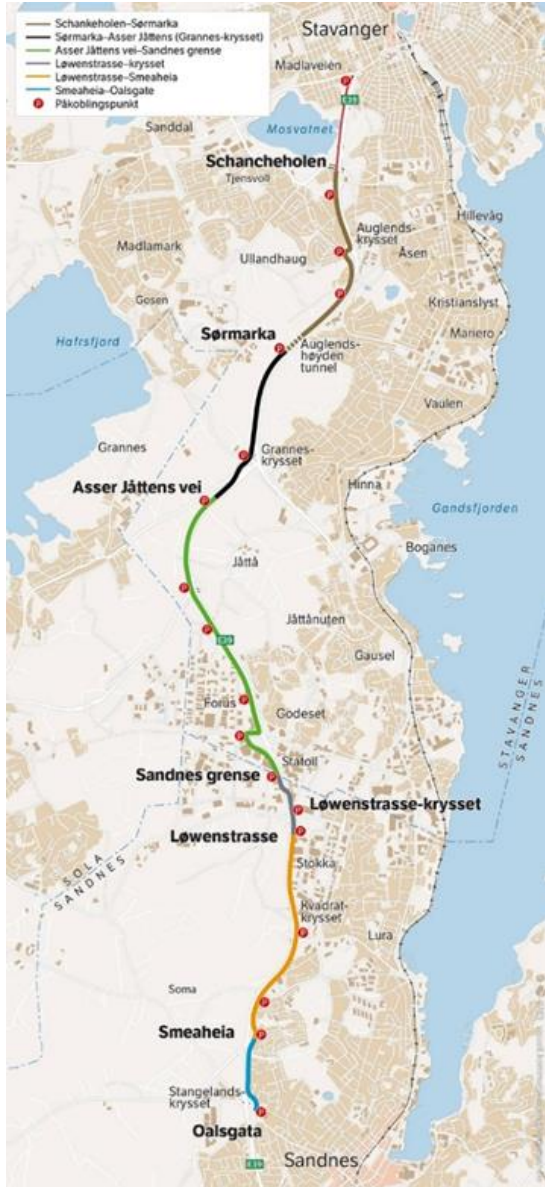 Schankeholen–Sørmarka
Sørmarka–Asser Jåttens (Grannes-krysset)
Asser Jåttens vei–Sandnes grense
Løwenstrasse–krysset
Løwenstrasse–Smeaheia
Smeaheia–Oalsgate
P Påkoblingspunkt
Stavanger
Madlaveien
P
E39
Sanddal
Mosvatnet
Schancheholen
Tjensvoll
P
Auglends-
krysset
Hillevåg
Madlamark
Ullandhaug
P
Åsen
Gosen
P
Kristianslyst
Hafrsfjord
Sørmarka
P
Auglends-
høyden
tunnel
Mariero
Vaulen
Grannes
P
Grannes-
krysset
Asser Jåttens vei
P
Hinna
Gandsfjorden
Boganes
Jåttå
P
Jåttånuten
P
E39
Gausel
STAVANGER
SANDNES
Forus
P
Godeset
P
Statoll
Sandnes grense
P
P
Løwenstrasse-krysset
Løwenstrasse
P
SOLA
SANDNES
Stokka
Kvadrat-
krysset
P
Lura
Soma
P
Smeaheia
P
Stangelands-
krysset
P
Oalsgata
E39
Sandnes